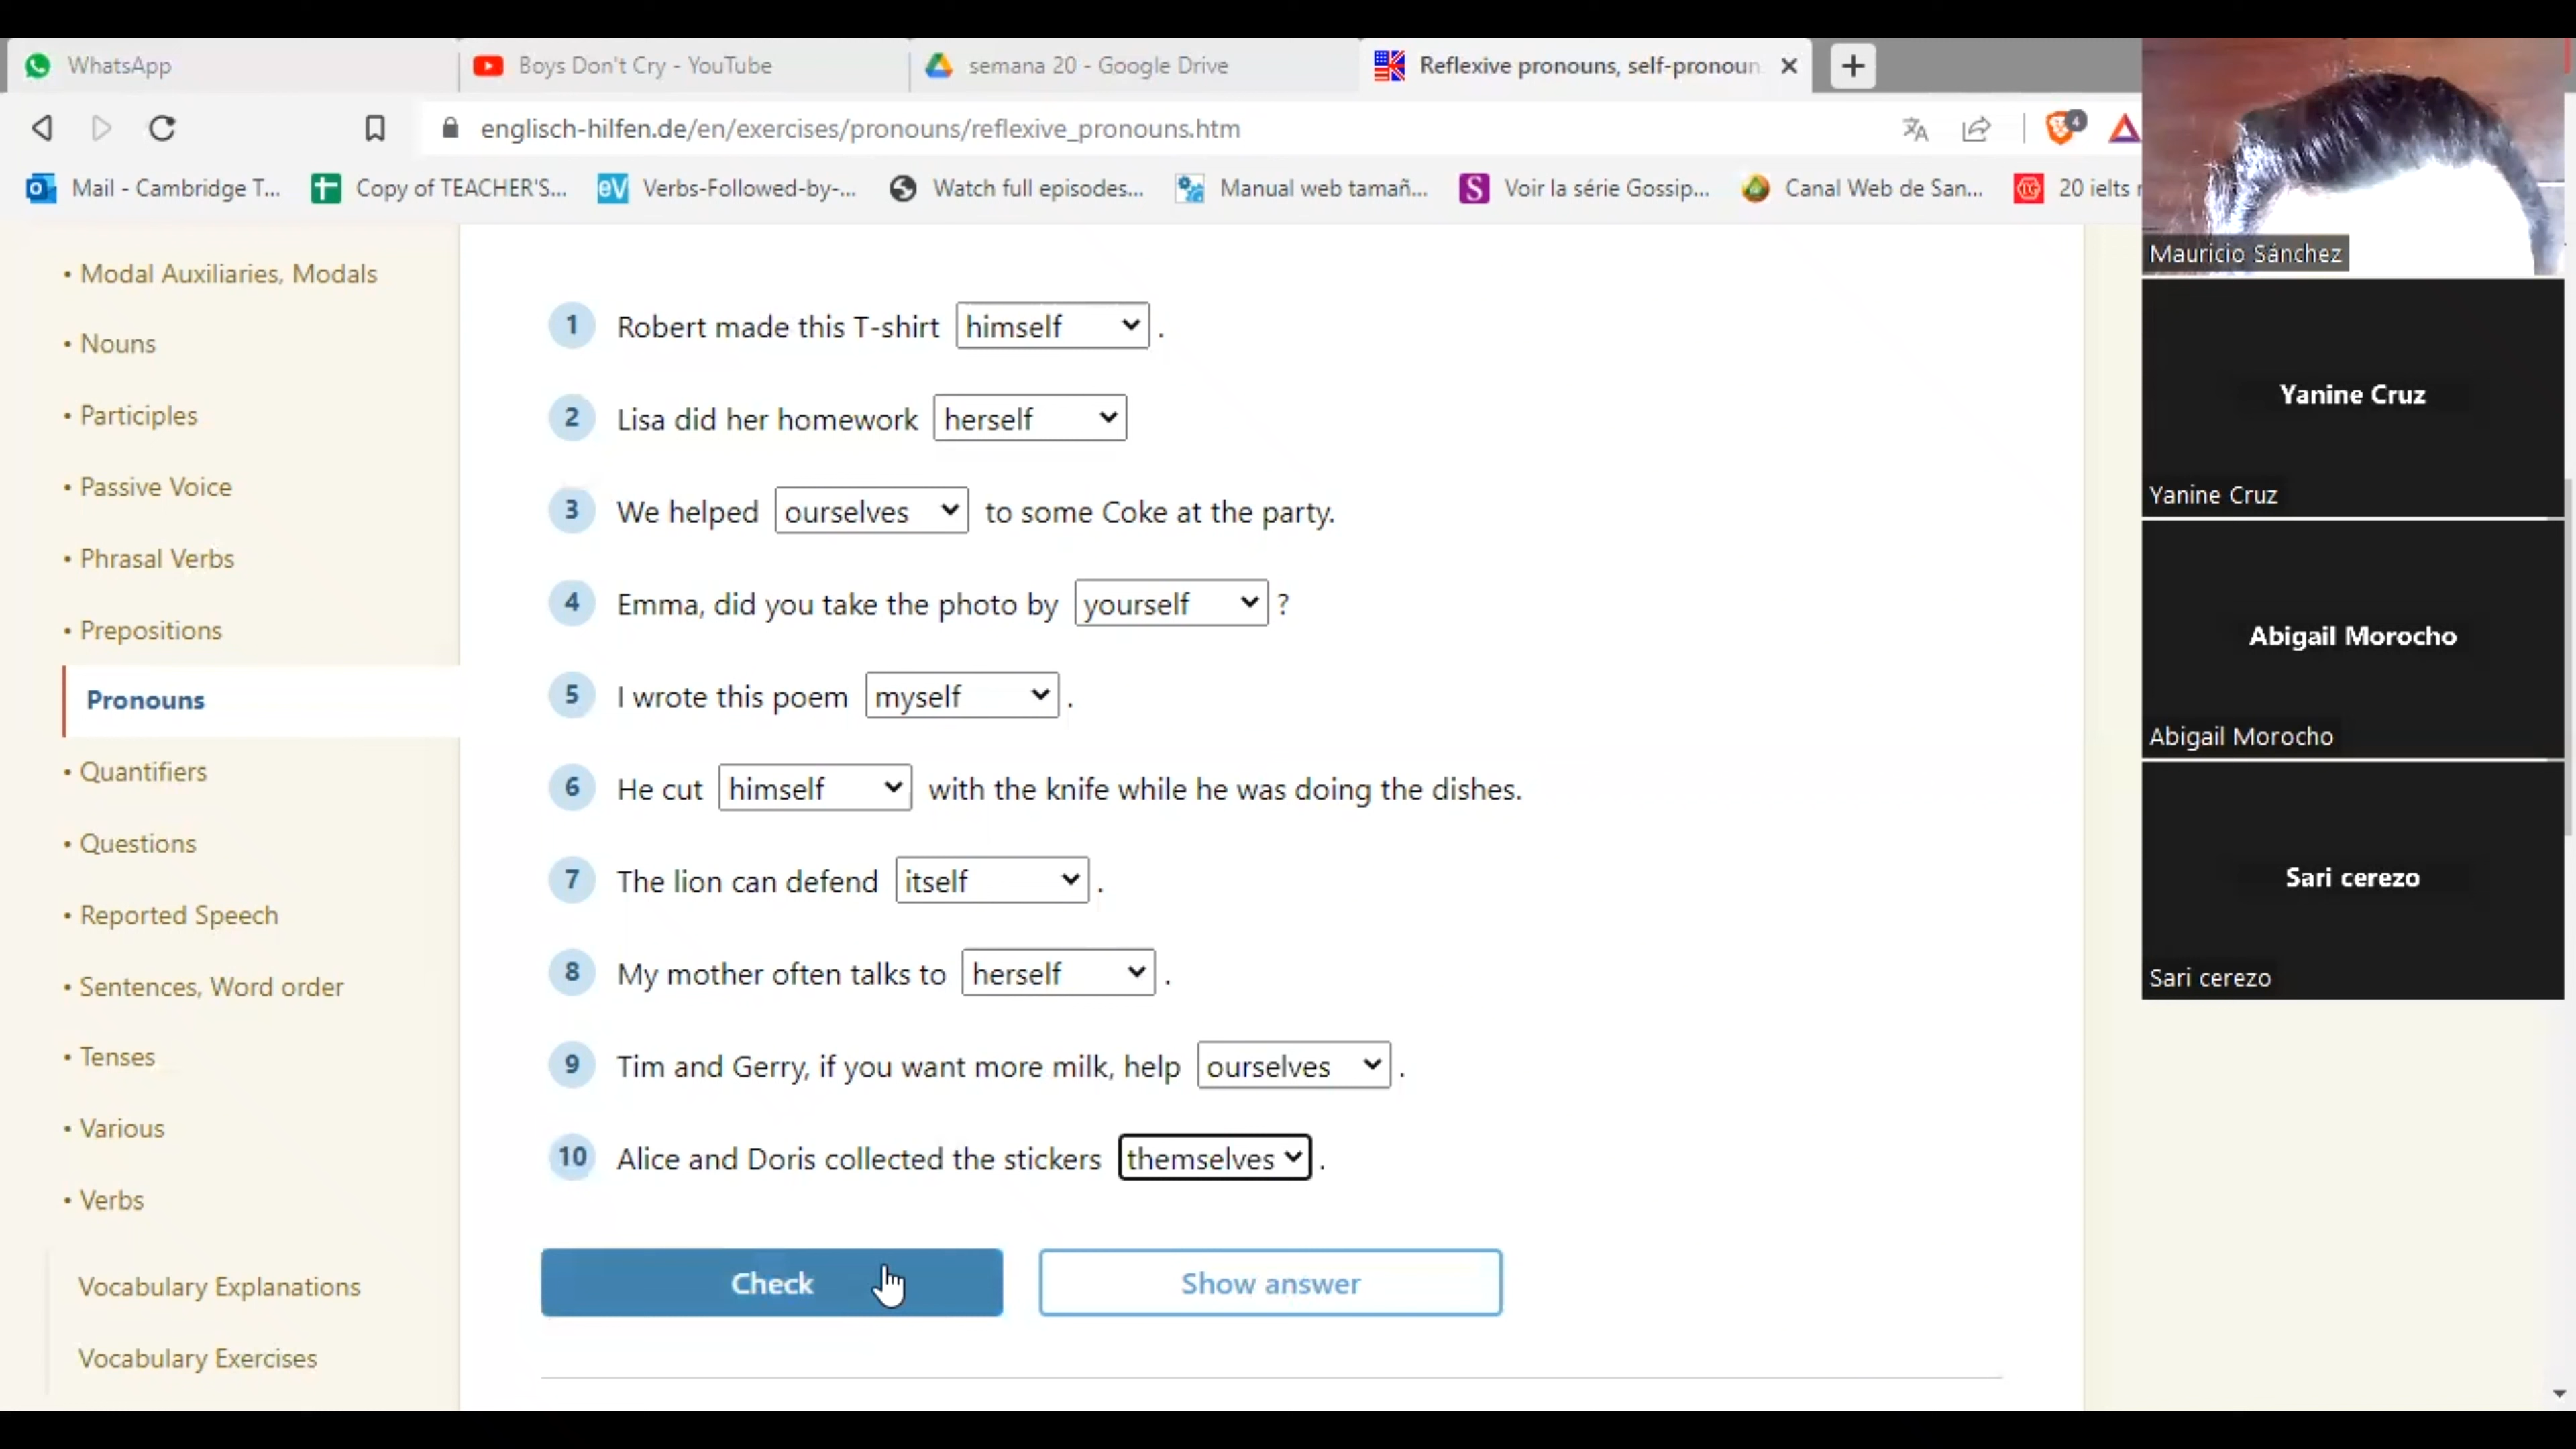 WhatsApp
Boys Don't Cry - YouTube
semana 20 - Google Drive
Reflexive pronouns, self-pronoun
englisch-hilfen.de/en/exercises/pronouns/reflexive_pronouns.htm
4
Mail - Cambridge T...
Copy of TEACHER'S...
eV Verbs-Followed-by-...
Watch full episodes...
Manual web tamañ...
S Voir la série Gossip...
Canal Web de San...
20 ielts
• Modal Auxiliaries, Modals
• Nouns
• Participles
• Passive Voice
• Phrasal Verbs
• Prepositions
Pronouns
• Quantifiers
• Questions
• Reported Speech
• Sentences, Word order
• Tenses
• Various
• Verbs
Vocabulary Explanations
Vocabulary Exercises
1 Robert made this T-shirt himself .
2 Lisa did her homework herself
3 We helped ourselves to some Coke at the party.
4 Emma, did you take the photo by yourself ?
5 I wrote this poem myself .
6 He cut himself with the knife while he was doing the dishes.
7 The lion can defend itself .
8 My mother often talks to herself .
9 Tim and Gerry, if you want more milk, help ourselves .
10 Alice and Doris collected the stickers themselves .
Check
Show answer
Mauricio Sánchez
Yanine Cruz
Yanine Cruz
Abigail Morocho
Abigail Morocho
Sari cerezo
Sari cerezo